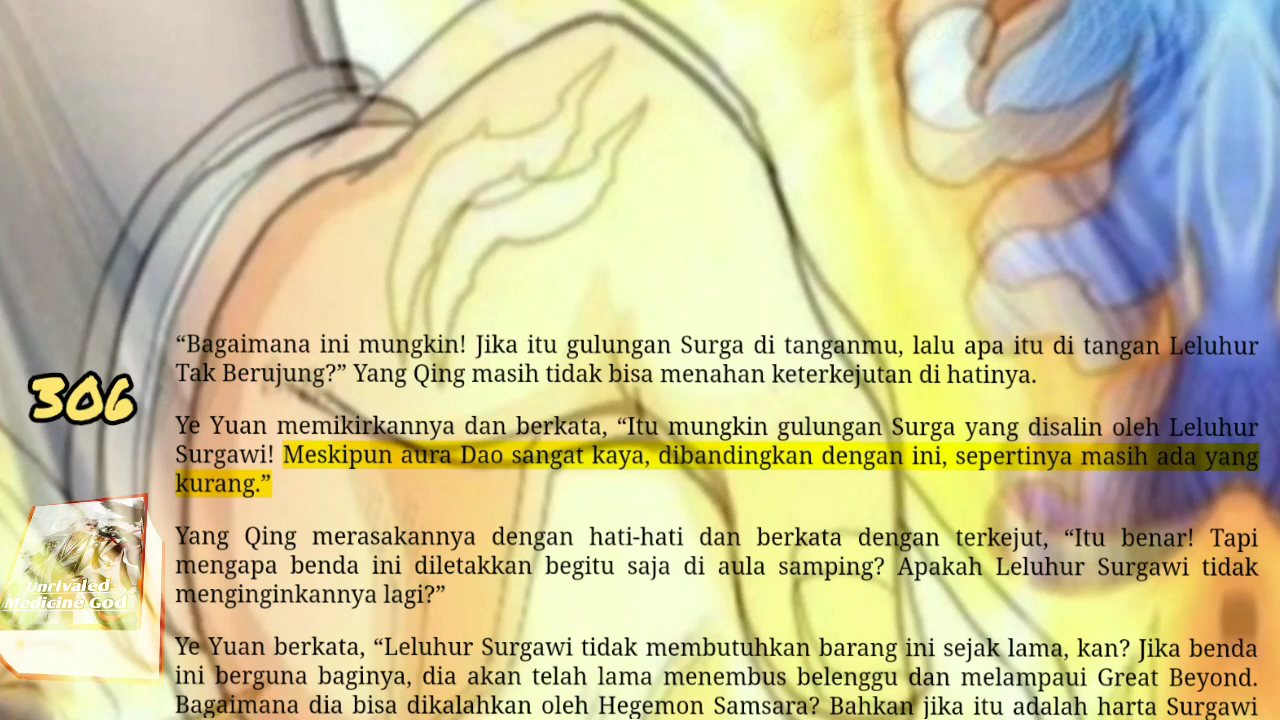 “Bagaimana ini mungkin! Jika itu gulungan Surga di tanganmu, lalu apa itu di tangan Leluhur
Tak Berujung?” Yang Qing masih tidak bisa menahan keterkejutan di hatinya.
306
Ye Yuan memikirkannya dan berkata, “Itu mungkin gulungan Surga yang disalin oleh Leluhur
Surgawi! Meskipun aura Dao sangat kaya, dibandingkan dengan ini, sepertinya masih ada yang
kurang.”
Yang Qing merasakannya dengan hati-hati dan berkata dengan terkejut, “Itu benar! Tapi
mengapa benda ini diletakkan begitu saja di aula samping? Apakah Leluhur Surgawi tidak
menginginkannya lagi?”
Unrivaled
Medicine God
Ye Yuan berkata, “Leluhur Surgawi tidak membutuhkan barang ini sejak lama, kan? Jika benda
ini berguna baginya, dia akan telah lama menembus belenggu dan melampaui Great Beyond.
Bagaimana dia bisa dikalahkan oleh Hegemon Samsara? Bahkan jika itu adalah harta Surgawi